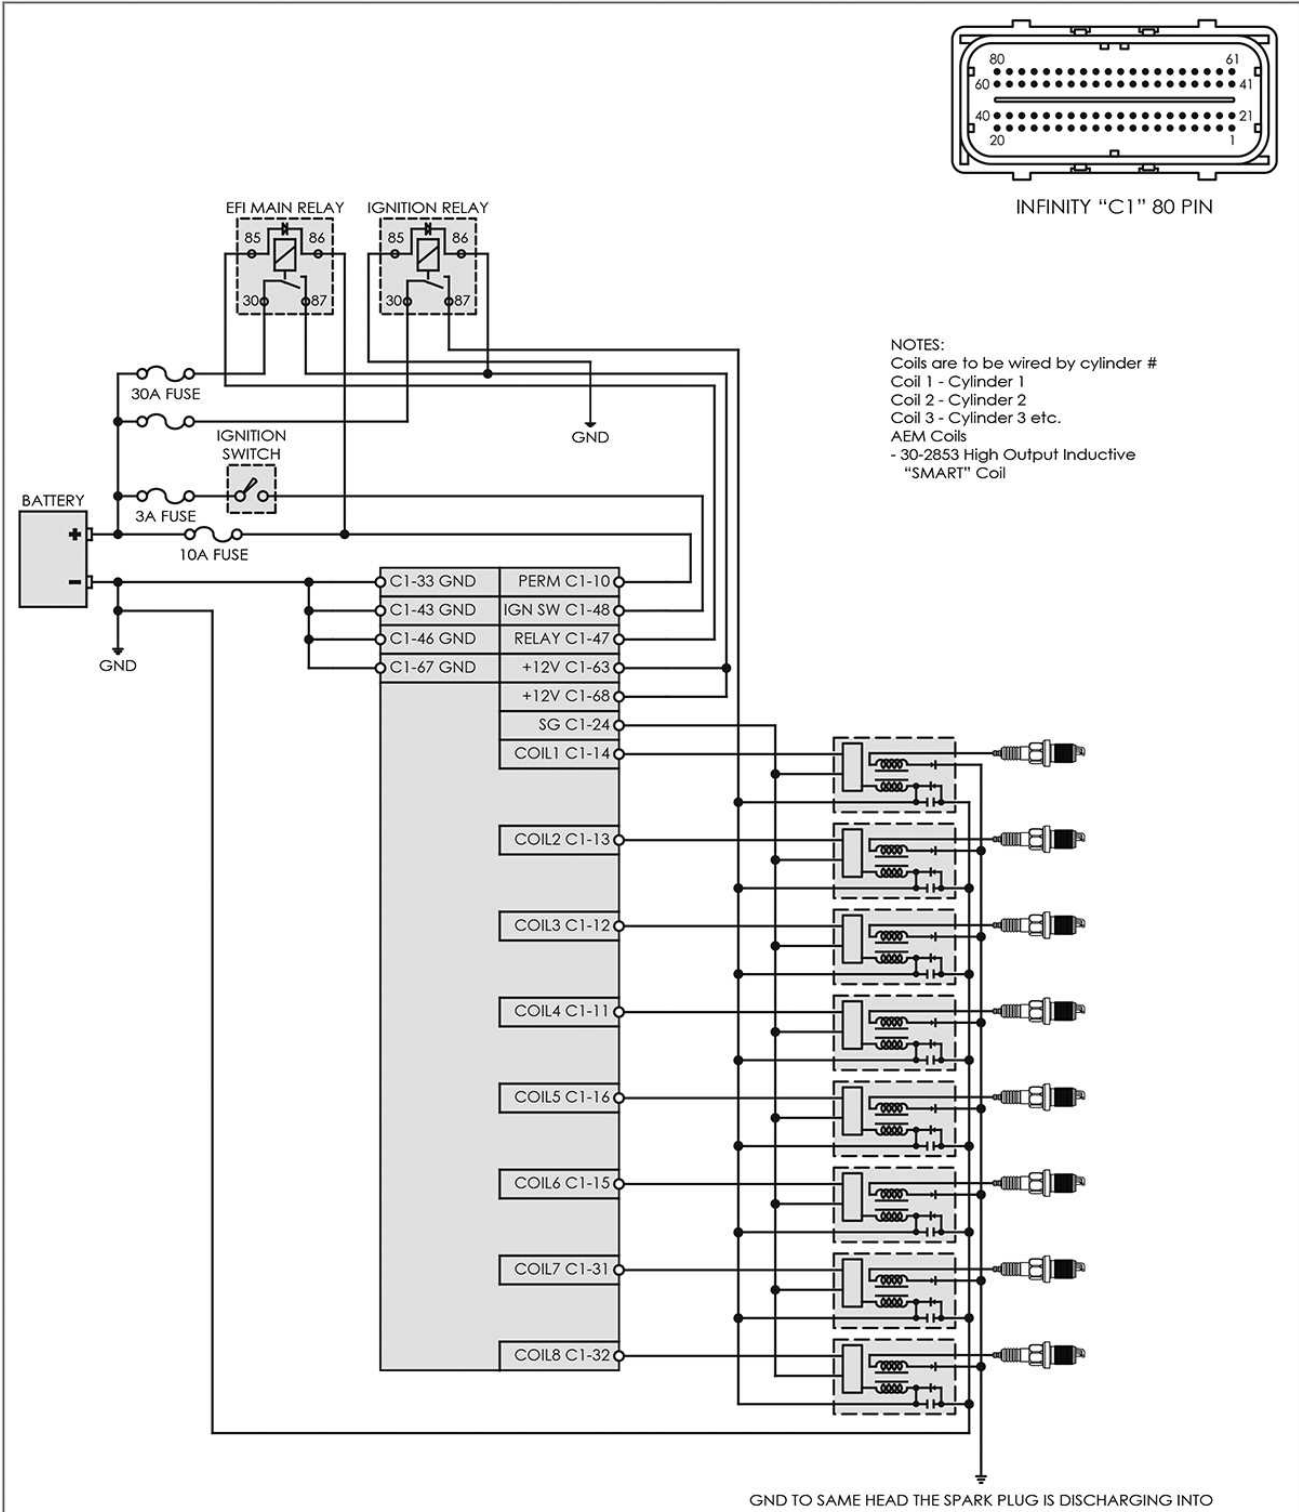 80
61
60
41
40
21
20
1
INFINITY “C1” 80 PIN
EFI MAIN RELAY
IGNITION RELAY
85
86
85
86
30
87
30
87
NOTES:
Coils are to be wired by cylinder #
Coil 1 - Cylinder 1
Coil 2 - Cylinder 2
Coil 3 - Cylinder 3 etc.
AEM Coils
- 30-2853 High Output Inductive
“SMART” Coil
30A FUSE
GND
IGNITION
SWITCH
BATTERY
3A FUSE
+
10A FUSE
-
GND
C1-33 GND
PERM C1-10
C1-43 GND
IGN SW C1-48
C1-46 GND
RELAY C1-47
C1-67 GND
+12V C1-63
+12V C1-68
SG C1-24
COIL1 C1-14
COIL2 C1-13
COIL3 C1-12
COIL4 C1-11
COIL5 C1-16
COIL6 C1-15
COIL7 C1-31
COIL8 C1-32
GND TO SAME HEAD THE SPARK PLUG IS DISCHARGING INTO